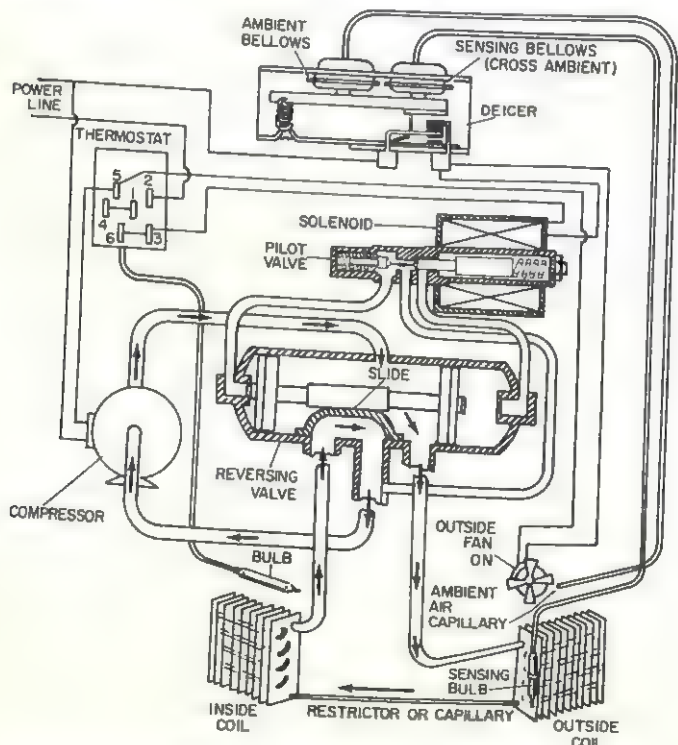 AMBIENT
BELLOWS
SENSING BELLOWS
(CROSS AMBIENT)
POWER
LINE
DEICER
THERMOSTAT
5
2
4
6
3
SOLENOID
PILOT
VALVE
SLIDE
REVERSING
VALVE
COMPRESSOR
BULB
OUTSIDE
FAN
ON
AMBIENT
AIR
CAPILLARY
SENSING
BULB
INSIDE
COIL
RESTRICTOR OR CAPILLARY
OUTSIDE
COIL